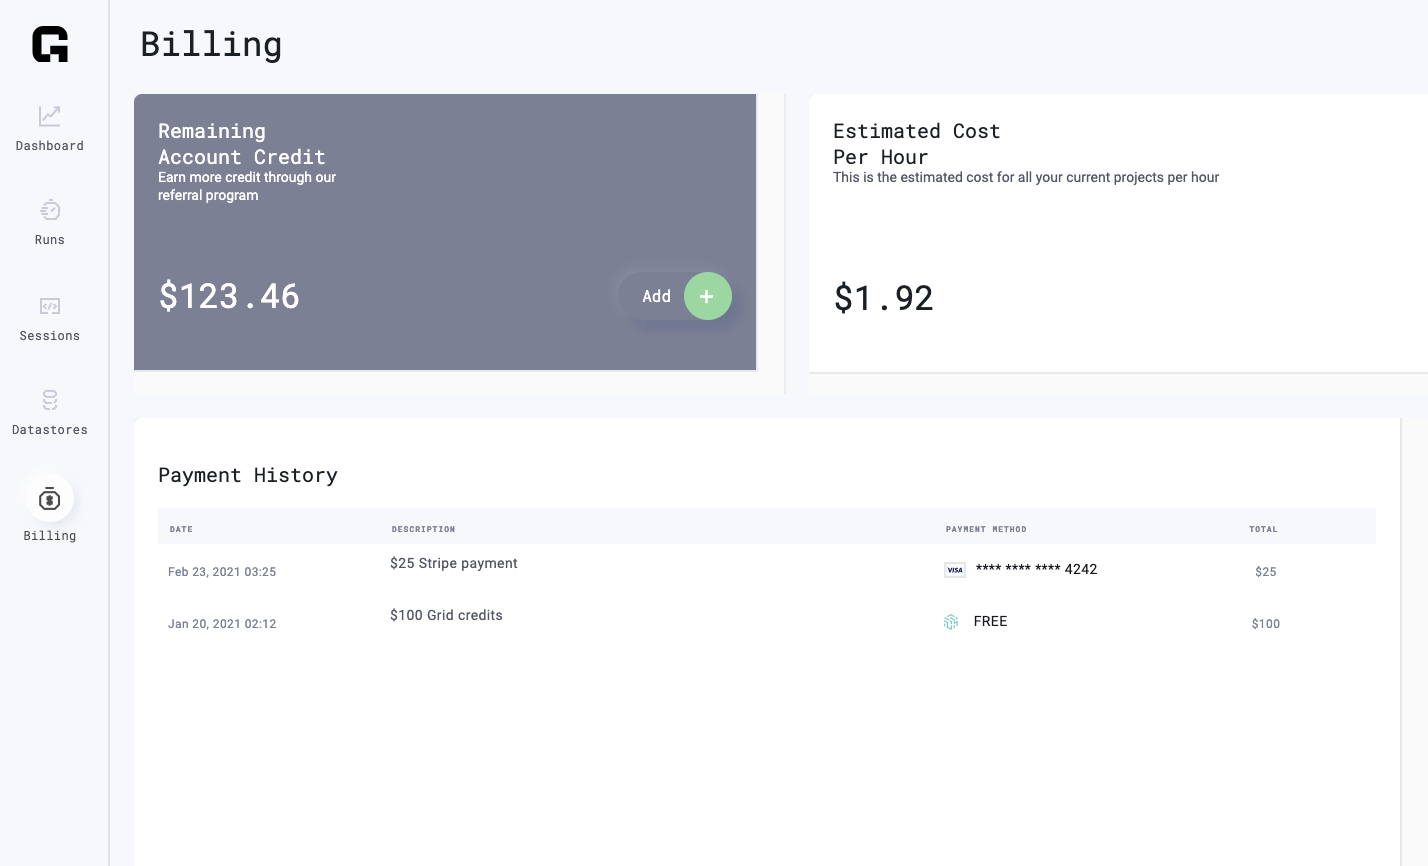 Billing
Dashboard
Runs
Sessions
Datastores
Billing
Remaining
Account Credit
Earn more credit through our
referral program
$123.46
Add
Estimated Cost
Per Hour
This is the estimated cost for all your current projects per hour
$1.92
Payment History
DATE DESCRIPTION PAYMENT METHOD TOTAL
Feb 23, 2021 03:25 $25 Stripe payment VISA **** **** **** 4242 $25
Jan 20, 2021 02:12 $100 Grid credits FREE $100